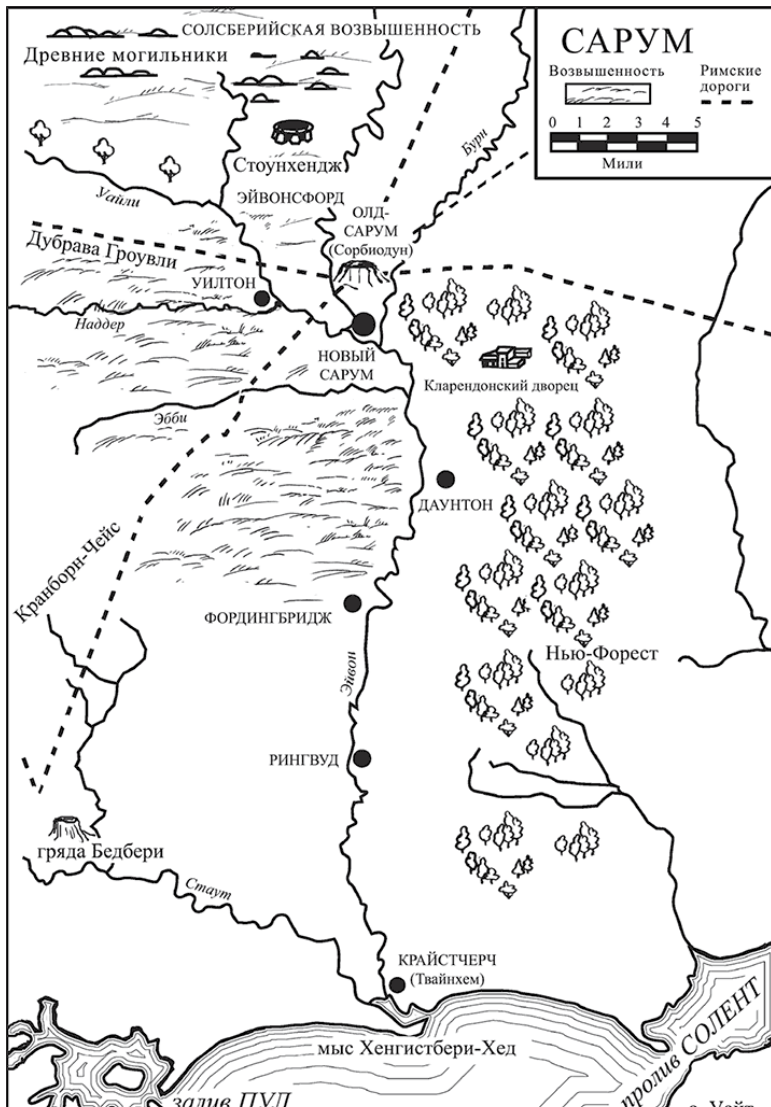 САРУМ
Возвышенность
Римские
дороги
0 1 2 3 4 5
Мили
СОЛСБЕРИЙСКАЯ ВОЗВЫШЕННОСТЬ
Древние могильники
Стоунхендж
Бурн
Уайли
ЭЙВОНСФОРД
ОЛД-
САРУМ
(Сорбиодун)
Дубрава Гроувли
УИЛТОН
Наддер
НОВЫЙ
САРУМ
Кларендонский дворец
Эбби
ДАУНТОН
Кранборн-Чейс
ФОРДИНГБРИДЖ
Нью-Форест
Эйвон
РИНГВУД
гряда Бедбери
Стаут
КРАЙСТЧЕРЧ
(Твайнхем)
мыс Хенгистбери-Хед
пролив СОЛЕНТ
залив ПУЛ
о. Уайт